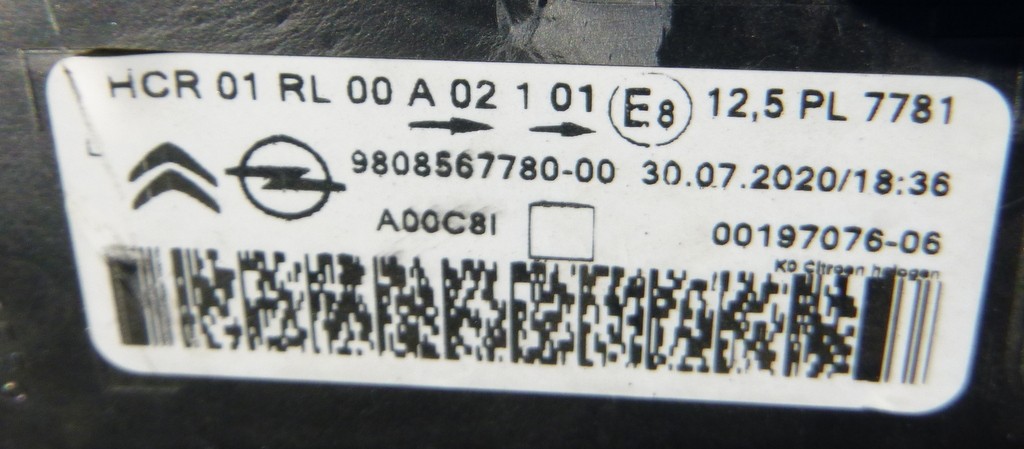 HCR 01 RL 00 A 02 1 01 E8 12,5 PL 7781
9808567780-00 30.07.2020/18:36
A00C8I 00197076-06
K0 Citroen halogen